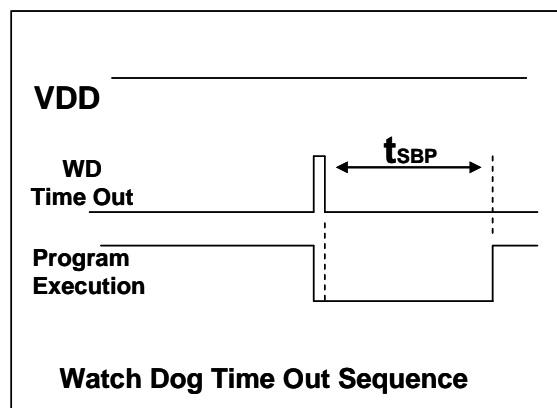 VDD
WD
Time Out
tSBP
Program
Execution
Watch Dog Time Out Sequence